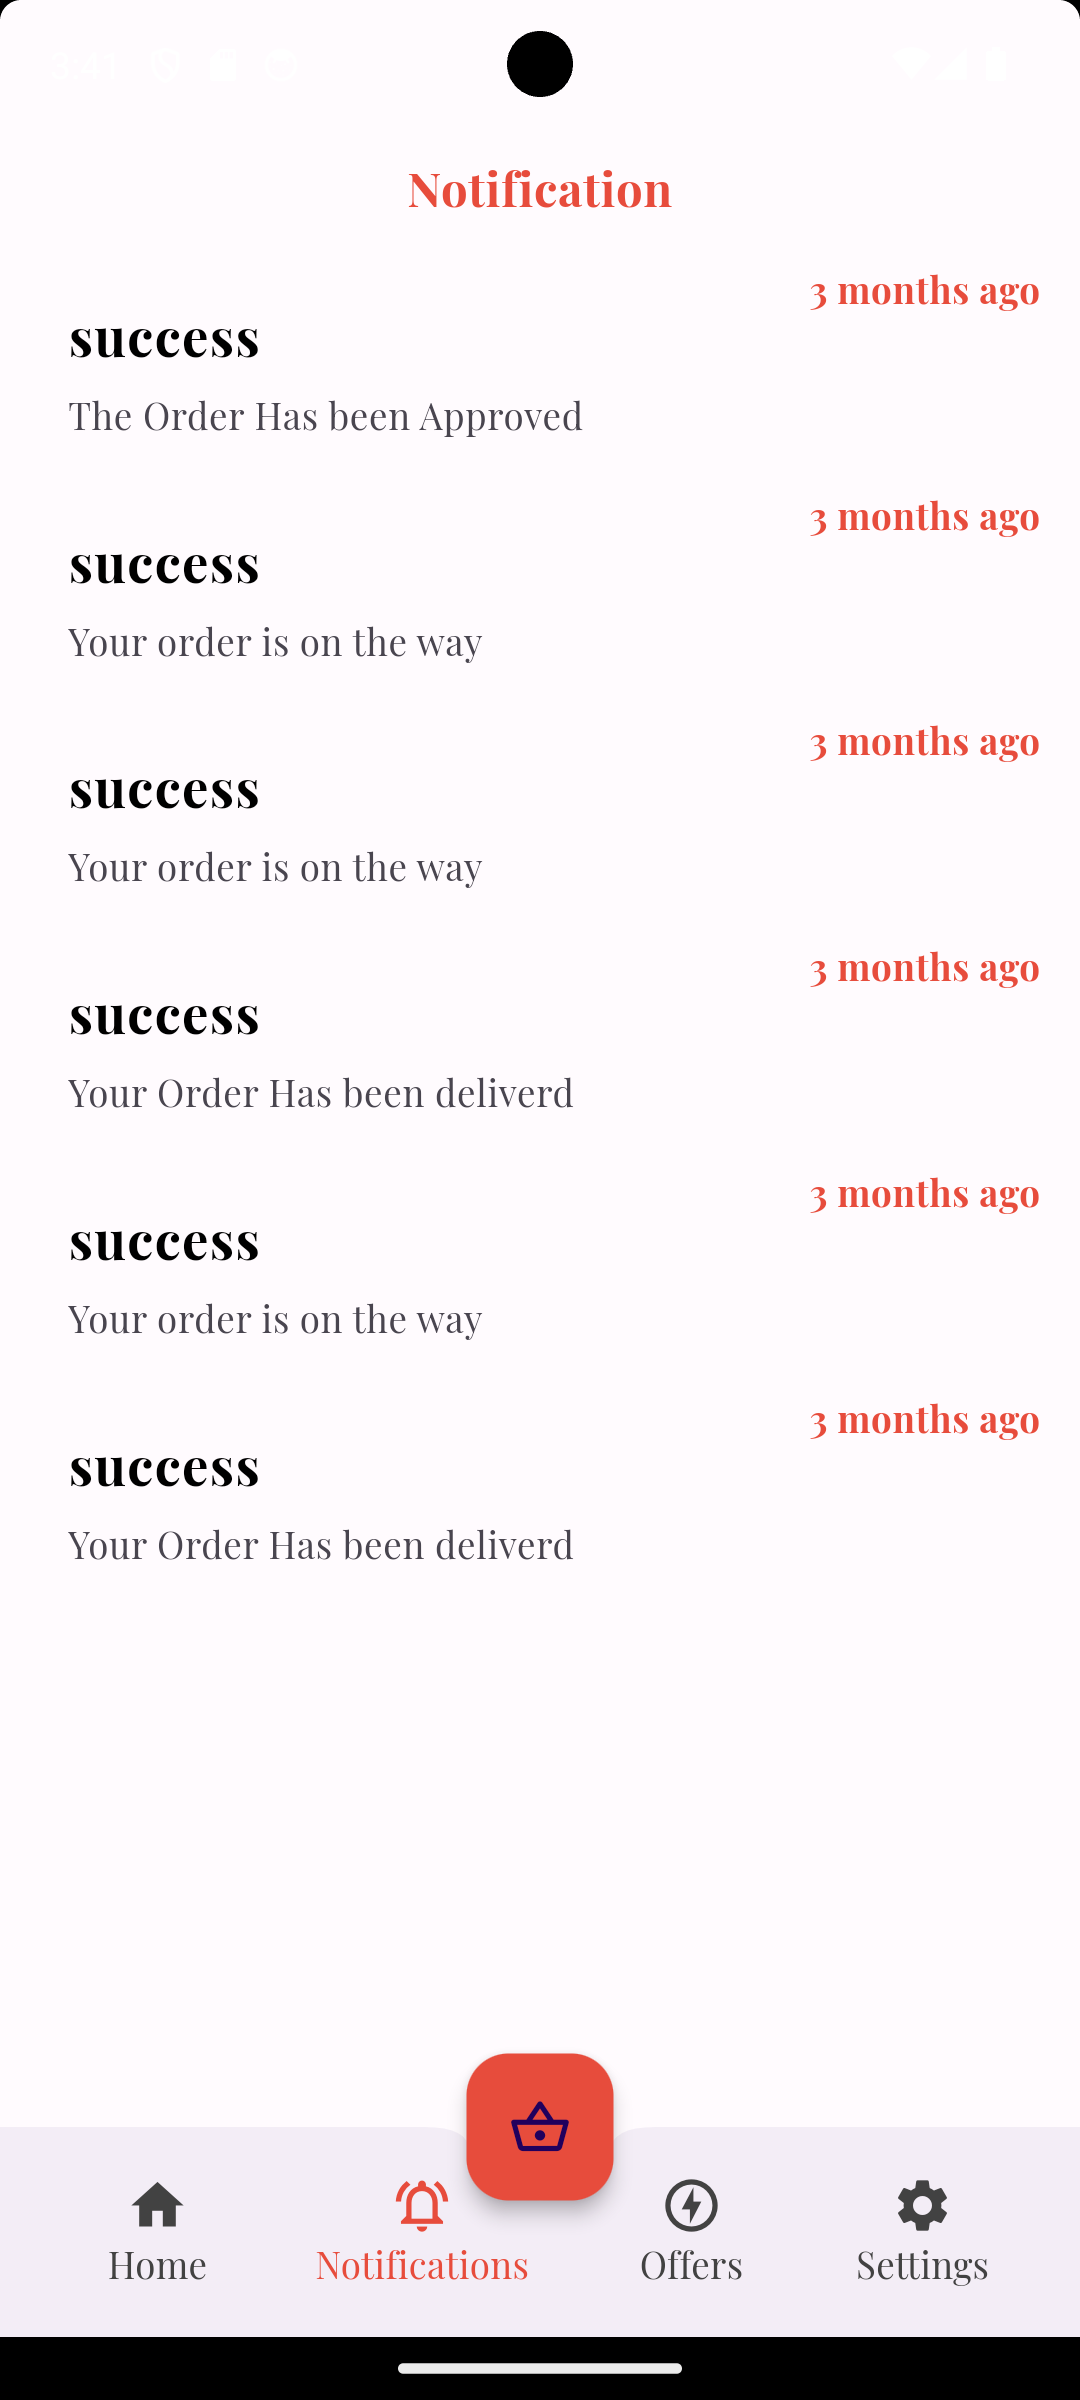 Notification
3 months ago
success
The Order Has been Approved
3 months ago
success
Your order is on the way
3 months ago
success
Your order is on the way
3 months ago
success
Your Order Has been deliverd
3 months ago
success
Your order is on the way
3 months ago
success
Your Order Has been deliverd
Home
Notifications
Offers
Settings